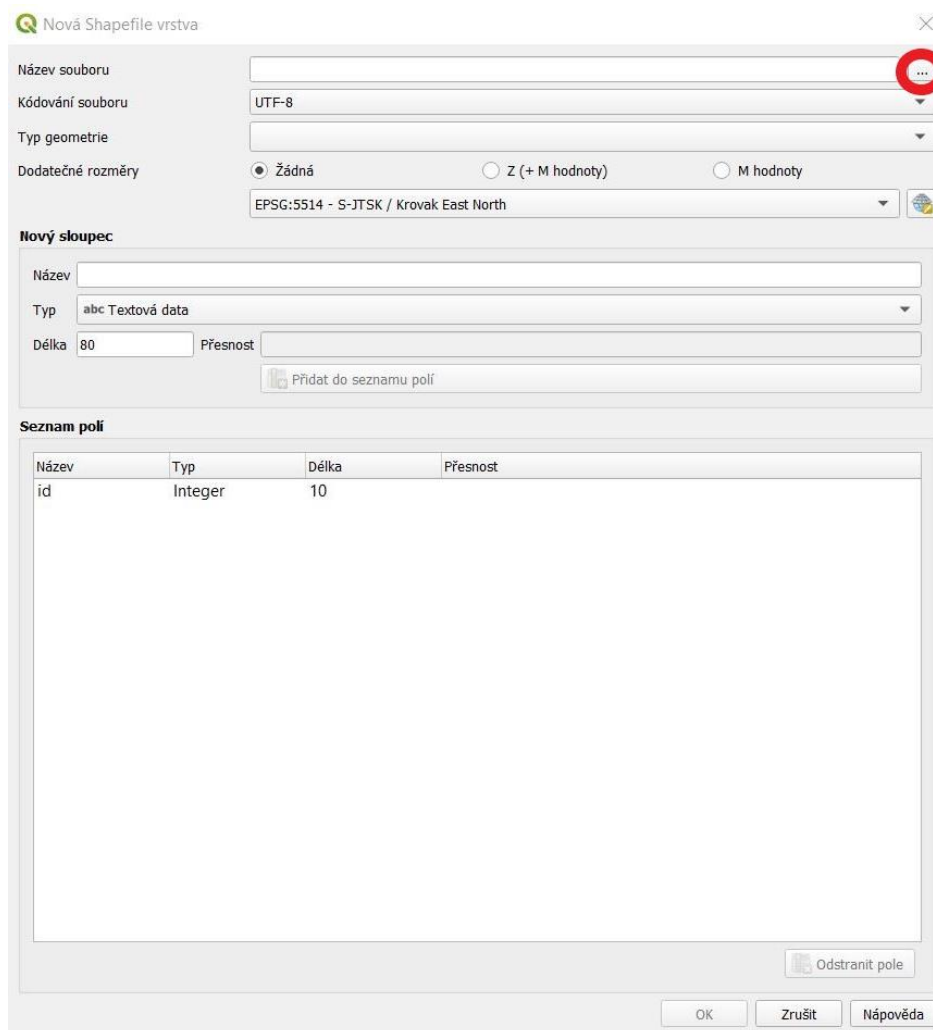 Nová Shapefile vrstva
Název souboru ...
Kódování souboru UTF-8
Typ geometrie
Dodatečné rozměry Žádná Z (+ M hodnoty) M hodnoty
EPSG:5514 - S-JTSK / Krovak East North
Nový sloupec
Název
Typ abc Textová data
Délka 80 Přesnost
Přidat do seznamu polí
Seznam polí
Název Typ Délka Přesnost
id Integer 10
Odstranit pole
OK Zrušit Nápověda